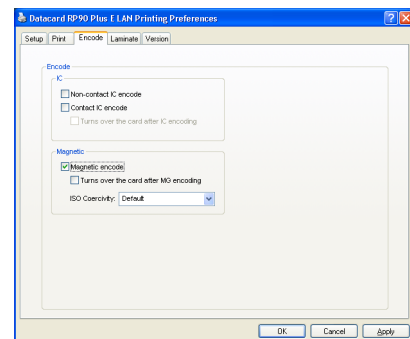 Datacard RP90 Plus E LAN Printing Preferences
Setup Print Encode Laminate Version
Encode
IC
Non-contact IC encode
Contact IC encode
Turns over the card after IC encoding
Magnetic
Magnetic encode
Turns over the card after MG encoding
ISO Coercivity: Default
OK Cancel Apply